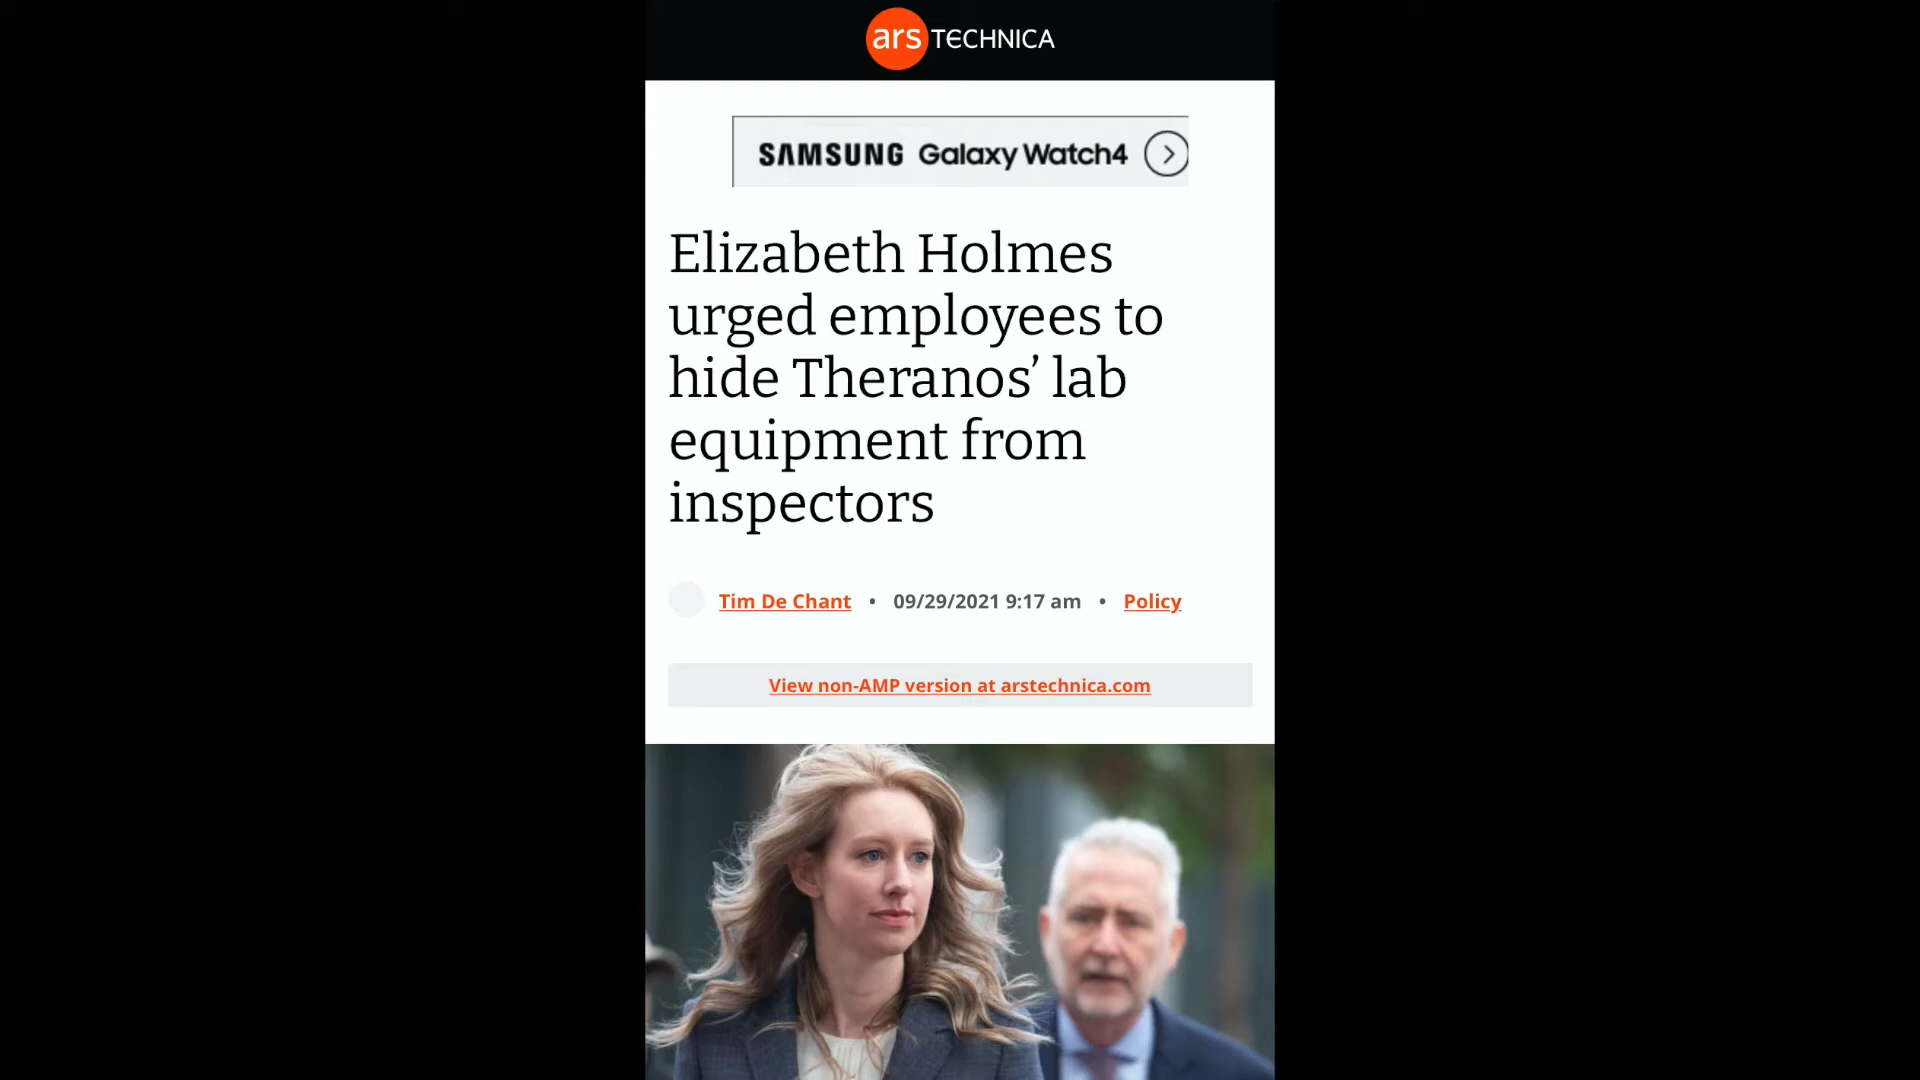 ars TECHNICA
SAMSUNG Galaxy Watch4
Elizabeth Holmes
urged employees to
hide Theranos’ lab
equipment from
inspectors
Tim De Chant • 09/29/2021 9:17 am • Policy
View non-AMP version at arstechnica.com